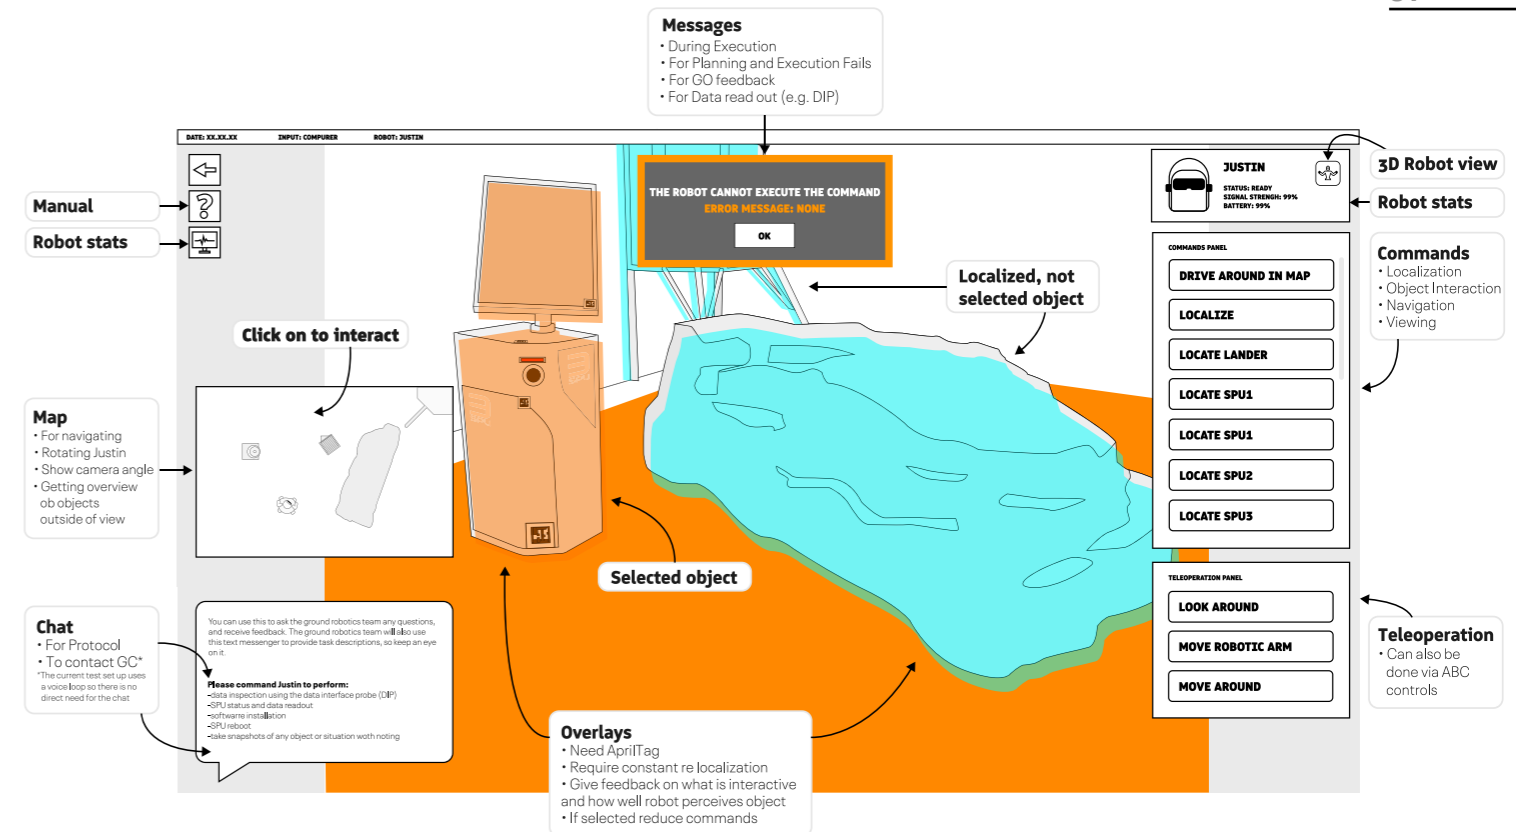 Messages
• During Execution
• For Planning and Execution Fails
• For GO feedback
• For Data read out (e.g. DIP)
DATE: XX.XX.XX
INPUT: COMPURER
ROBOT: JUSTIN
Manual
Robot stats
THE ROBOT CANNOT EXECUTE THE COMMAND
ERROR MESSAGE: NONE
OK
JUSTIN
STATUS: READY
SIGNAL STRENGH: 99%
BATTERY: 99%
3D Robot view
Robot stats
Commands
• Localization
• Object Interaction
• Navigation
• Viewing
COMMANDS PANEL
DRIVE AROUND IN MAP
LOCALIZE
LOCATE LANDER
LOCATE SPU1
LOCATE SPU1
LOCATE SPU2
LOCATE SPU3
Localized, not
selected object
Click on to interact
Map
• For navigating
• Rotating Justin
• Show camera angle
• Getting overview
ob objects
outside of view
Selected object
TELEOPERATION PANEL
LOOK AROUND
MOVE ROBOTIC ARM
MOVE AROUND
Teleoperation
• Can also be
done via ABC
controls
Chat
• For Protocol
• To contact GC*
*The current test set up uses
a voice loop so there is no
direct need for the chat
You can use this to ask the ground robotics team any questions,
and receive feedback. The ground robotics team will also use
this text messenger to provide task descriptions, so keep an eye
on it.
Please command Justin to perform:
-data inspection using the data interface probe (DIP)
-SPU status and data readout
-softwarre installation
-SPU reboot
-take snapshots of any object or situation woth noting
Overlays
• Need AprilTag
• Require constant re localization
• Give feedback on what is interactive
and how well robot perceives object
• If selected reduce commands